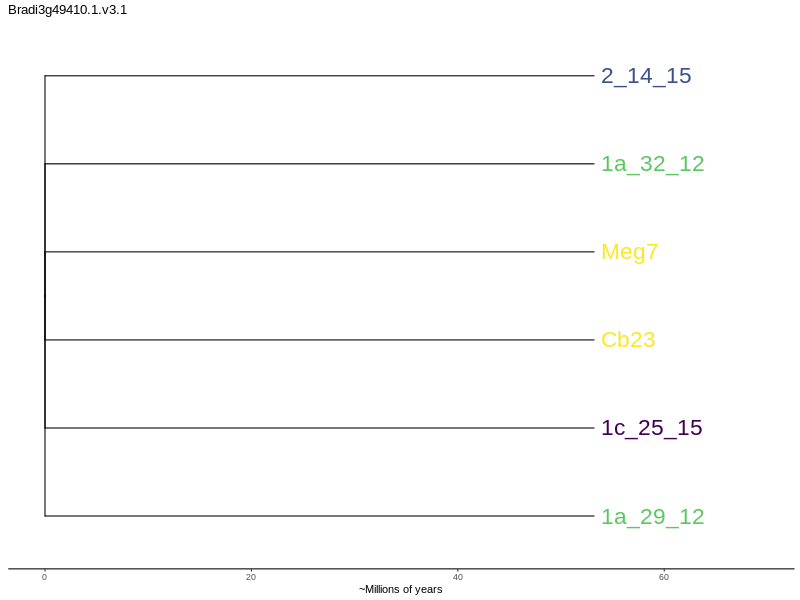 Bradi3g49410.1.v3.1
2_14_15
1a_32_12
Meg7
Cb23
1c_25_15
1a_29_12
0 20 40 60
~Millions of years